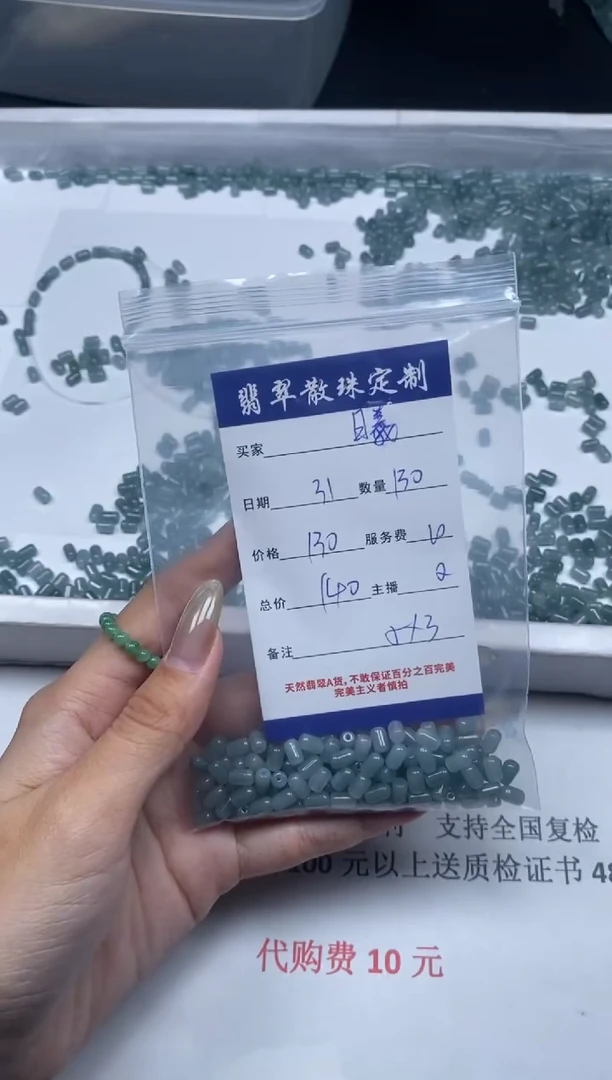 翡翠散珠定制
买家
日期 31 数量 130
价格 130 服务费 10
总价 140 主播
备注
天然翡翠A货,不敢保证百分之百完美
完美主义者慎拍
支持全国复检
100 元以上送质检证书 48
代购费 10 元